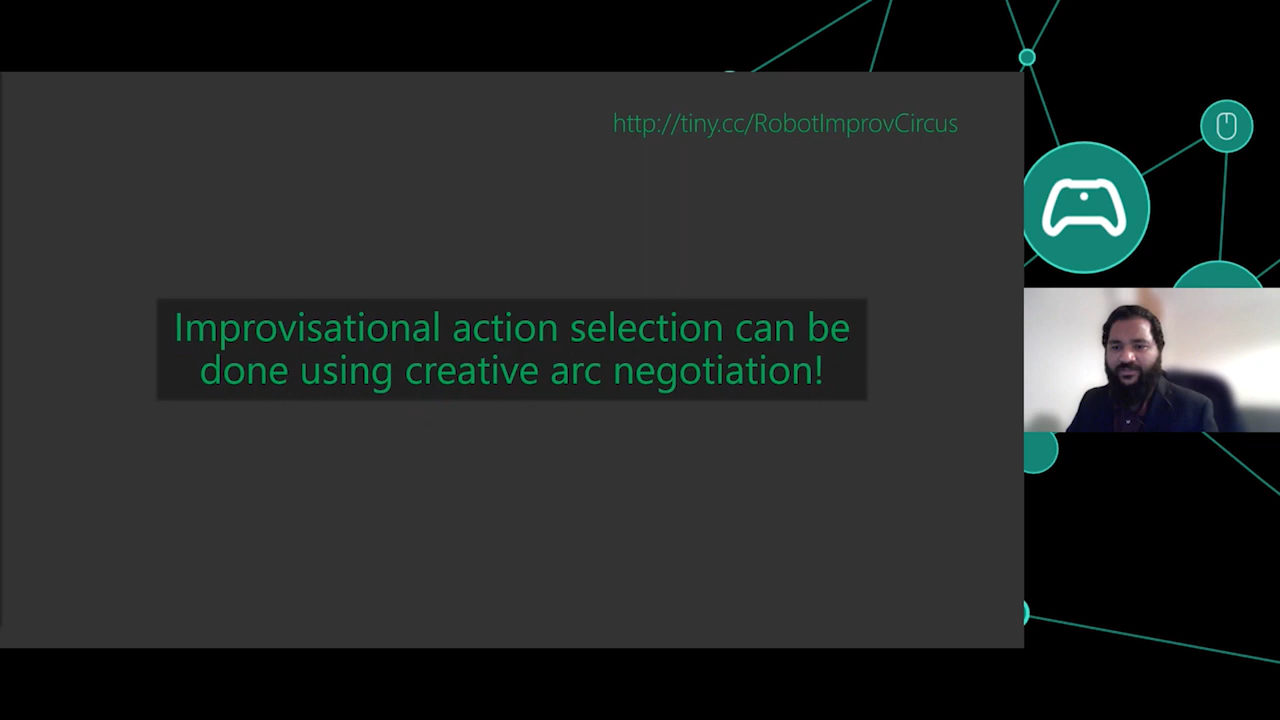 http://tiny.cc/RobotImprovCircus
Improvisational action selection can be
done using creative arc negotiation!